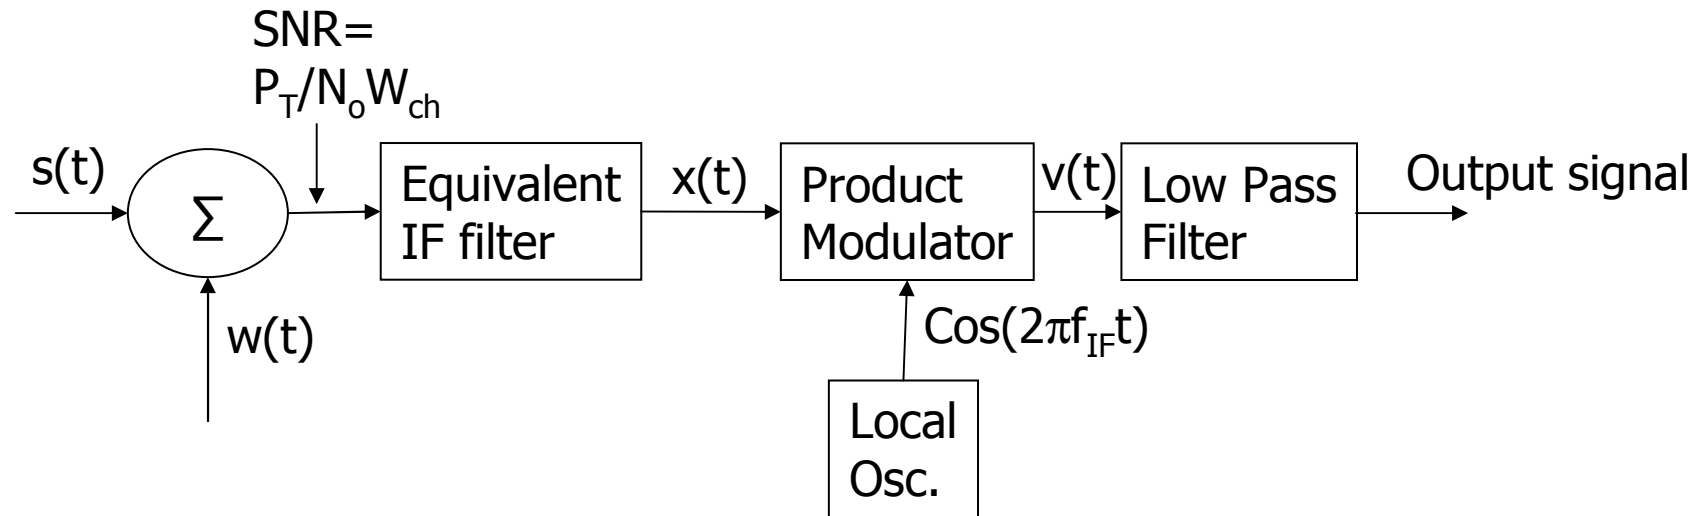 SNR=
P_T/N_oW_ch
s(t)
Σ
w(t)
Equivalent
IF filter
x(t)
Product
Modulator
v(t)
Low Pass
Filter
Output signal
Cos(2πf_IFt)
Local
Osc.